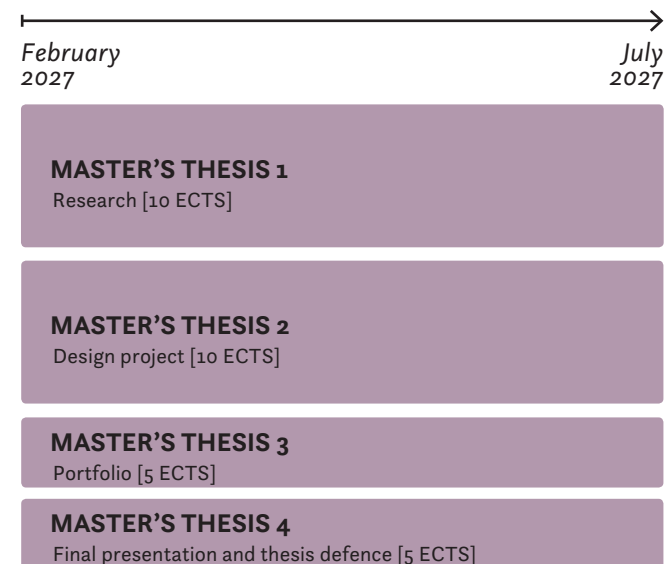 February July
2027 2027
MASTER’S THESIS 1
Research [10 ECTS]
MASTER’S THESIS 2
Design project [10 ECTS]
MASTER’S THESIS 3
Portfolio [5 ECTS]
MASTER’S THESIS 4
Final presentation and thesis defence [5 ECTS]